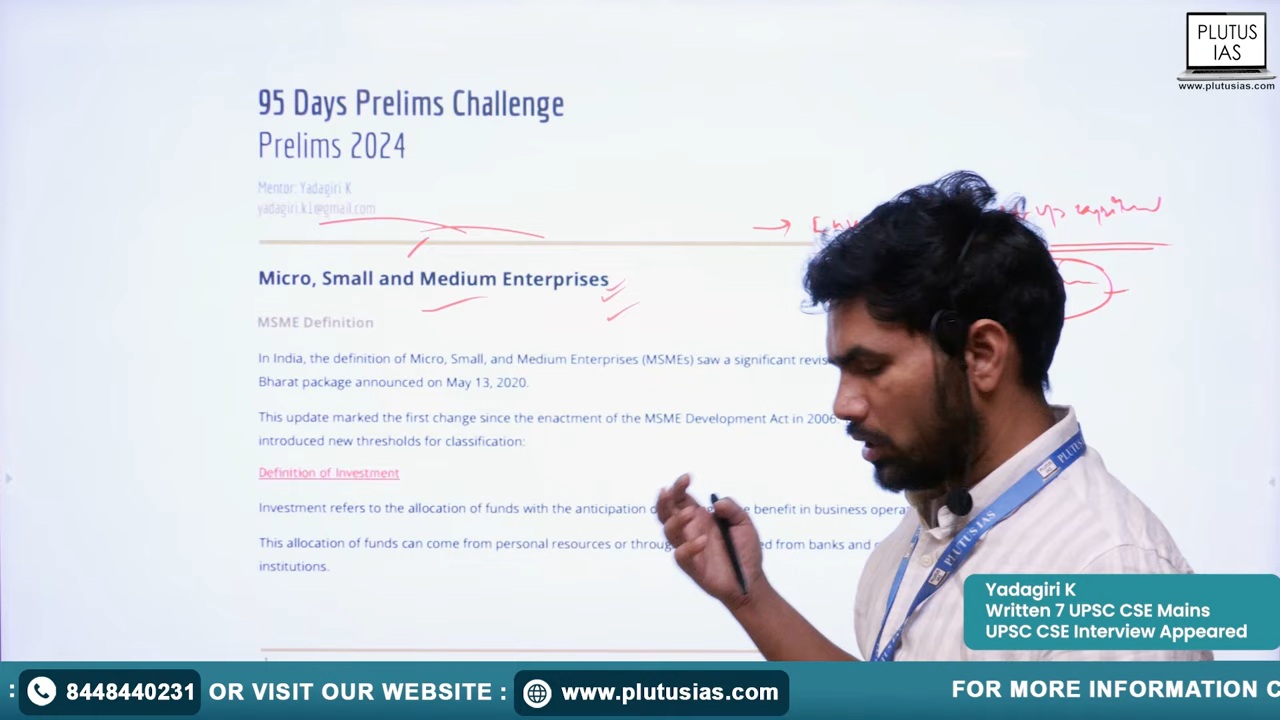 PLUTUS
IAS
www.plutusias.com
95 Days Prelims Challenge
Prelims 2024
Mentor: Yadagiri K
yadagiri.k1@gmail.com
Micro, Small and Medium Enterprises
MSME Definition
In India, the definition of Micro, Small, and Medium Enterprises (MSMEs) saw a significant
Bharat package announced on May 13, 2020.
This update marked the first change since the enactment of the MSME Development Act in 2006.
introduced new thresholds for classification:
Definition of Investment
Investment refers to the allocation of funds with the anticipation benefit in business
This allocation of funds can come from personal resources or from banks and
institutions.
PLUTUS IAS
PLUTUS
Yadagiri K
Written 7 UPSC CSE Mains
UPSC CSE Interview Appeared
: 8448440231 OR VISIT OUR WEBSITE : www.plutusias.com FOR MORE INFORMATION